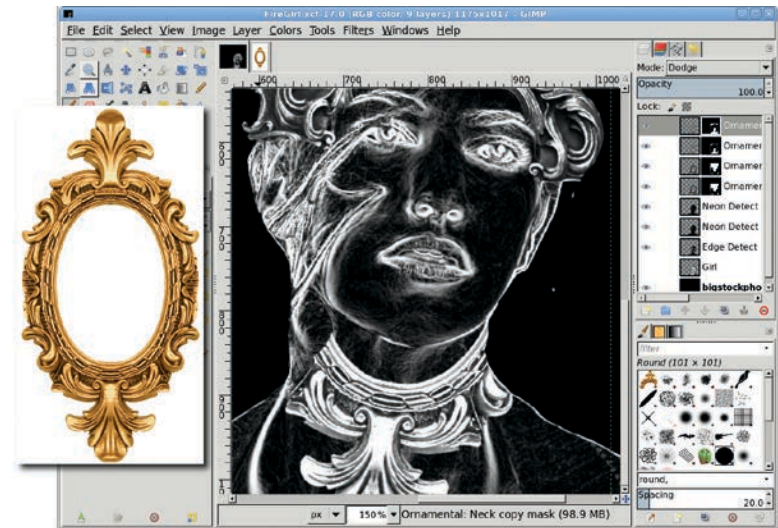 FireGirl.xcf-17.0 (RGB color, 9 layers) 1175x1017 – GIMP
File Edit Select View Image Layer Colors Tools Filters Windows Help
Mode: Dodge
Opacity
100.0
Lock:
600 700 800 900 1000
Ornamer
Ornamer
Ornamer
Ornamer
Neon Detect
Neon Detect
Edge Detect
Girl
bigstockpho
filter
Round (101 × 101)
round,
Spacing
20.0
px 150% Ornamental: Neck copy mask (98.9 MB)